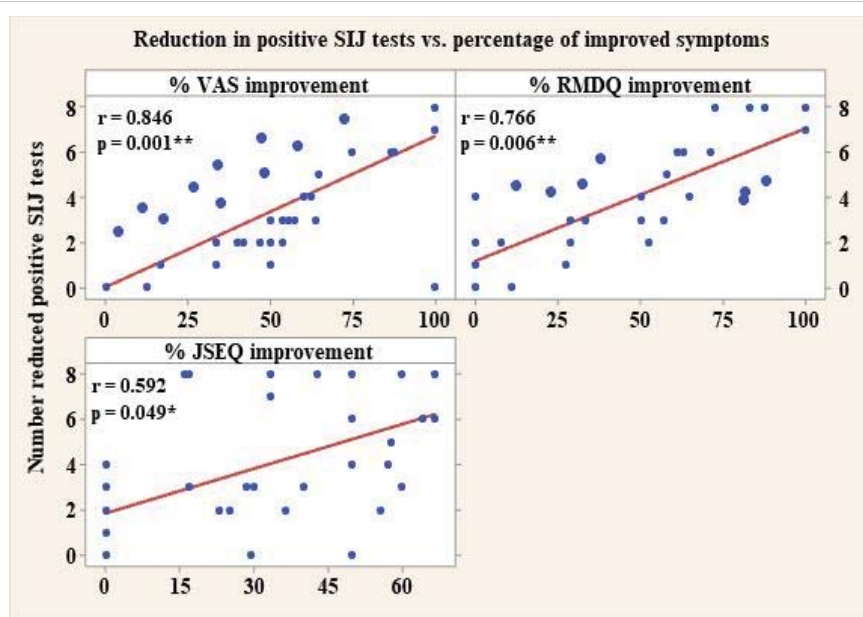 Reduction in positive SIJ tests vs. percentage of improved symptoms
Number reduced positive SIJ tests
% VAS improvement
r = 0.846
p = 0.001**
8
6
4
2
0
0 25 50 75 100
% RMDQ improvement
r = 0.766
p = 0.006**
8
6
4
2
0
0 25 50 75 100
% JSEQ improvement
r = 0.592
p = 0.049*
8
6
4
2
0
0 15 30 45 60